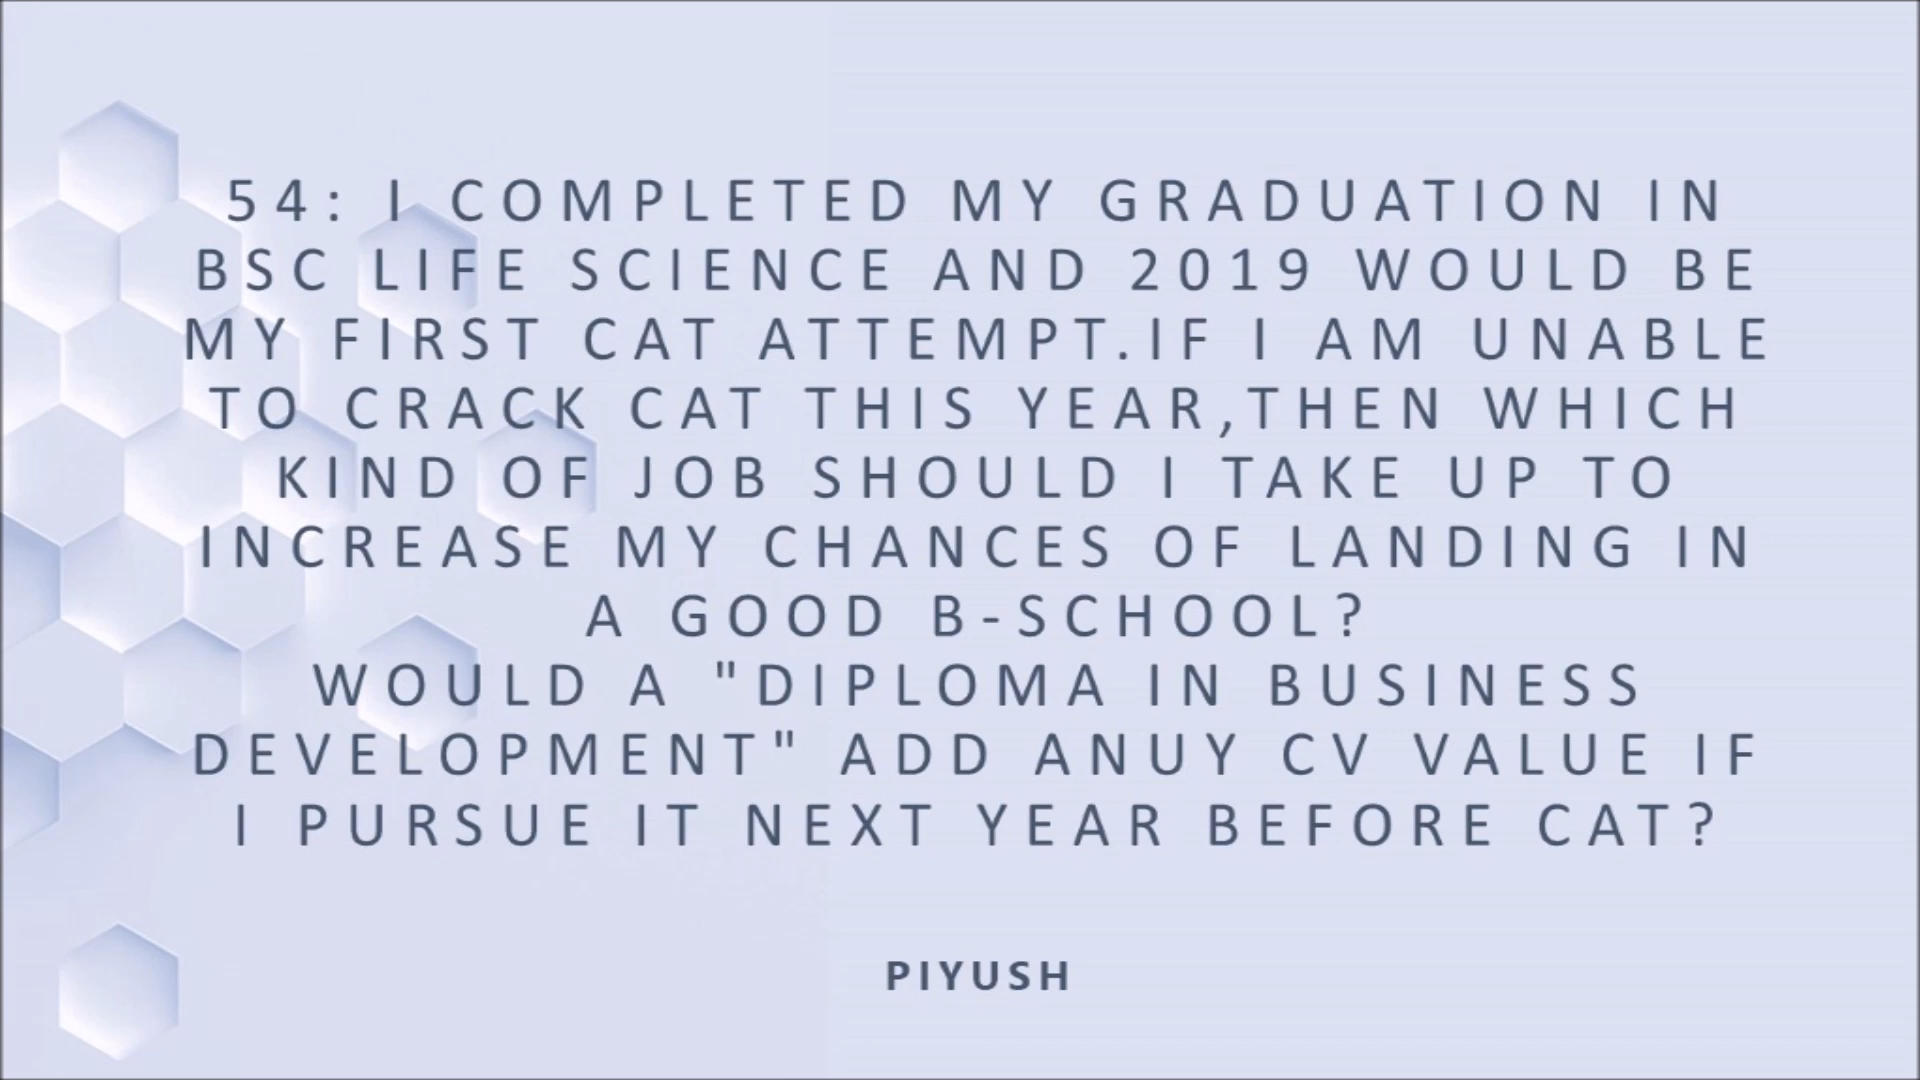 54: I COMPLETED MY GRADUATION IN
BSC LIFE SCIENCE AND 2019 WOULD BE
MY FIRST CAT ATTEMPT.IF I AM UNABLE
TO CRACK CAT THIS YEAR,THEN WHICH
KIND OF JOB SHOULD I TAKE UP TO
INCREASE MY CHANCES OF LANDING IN
A GOOD B-SCHOOL?
WOULD A "DIPLOMA IN BUSINESS
DEVELOPMENT" ADD ANUY CV VALUE IF
I PURSUE IT NEXT YEAR BEFORE CAT?
PIYUSH